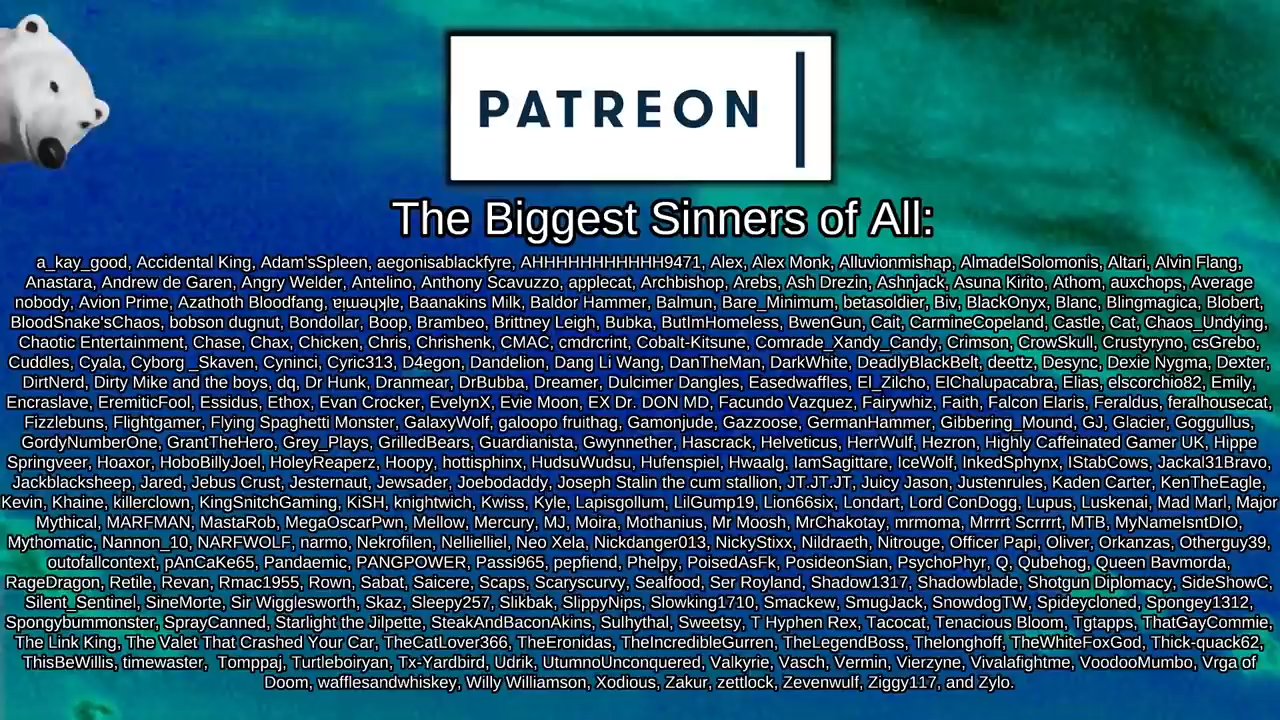 PATREON
The Biggest Sinners of All:
a_kay_good, Accidental King, Adam'sSpleen, aegonisablackfyre, AHHHHHHHHHHHH9471, Alex, Alex Monk, Alluvionmishap, AlmadelSolomonis, Altari, Alvin Flang,
Anastara, Andrew de Garen, Angry Welder, Antelino, Anthony Scavuzzo, applecat, Archbishop, Arebs, Ash Drezin, Ashnjack, Asuna Kirito, Athom, auxchops, Average
nobody, Avion Prime, Azathoth Bloodfang, Baanakins Milk, Baldor Hammer, Balmun, Bare_Minimum, betasoldier, Biv, BlackOnyx, Blanc, Blingmagica, Blobert,
BloodSnake'sChaos, bobson dugnut, Bondollar, Boop, Brambeo, Brittney Leigh, Bubka, ButImHomeless, BwenGun, Cait, CarmineCopeland, Castle, Cat, Chaos_Undying,
Chaotic Entertainment, Chase, Chax, Chicken, Chris, Chrishenk, CMAC, cmdrcrint, Cobalt-Kitsune, Comrade_Xandy_Candy, Crimson, CrowSkull, Crustyryno, csGrebo,
Cuddles, Cyala, Cyborg _Skaven, Cyninci, Cyric313, D4egon, Dandelion, Dang Li Wang, DanTheMan, DarkWhite, DeadlyBlackBelt, deettz, Desync, Dexie Nygma, Dexter,
DirtNerd, Dirty Mike and the boys, dq, Dr Hunk, Dranmear, DrBubba, Dreamer, Dulcimer Dangles, Easedwaffles, El_Zilcho, ElChalupacabra, Elias, elscorchio82, Emily,
Encraslave, EremiticFool, Essidus, Ethox, Evan Crocker, EvelynX, Evie Moon, EX Dr. DON MD, Facundo Vazquez, Fairywhiz, Faith, Falcon Elaris, Feraldus, feralhousecat,
Fizzlebuns, Flightgamer, Flying Spaghetti Monster, GalaxyWolf, galoopo fruithag, Gamonjude, Gazzoose, GermanHammer, Gibbering_Mound, GJ, Glacier, Goggullus,
GordyNumberOne, GrantTheHero, Grey_Plays, GrilledBears, Guardianista, Gwynnether, Hascrack, Helveticus, HerrWulf, Hezron, Highly Caffeinated Gamer UK, Hippe
Springveer, Hoaxor, HoboBillyJoel, HoleyReaperz, Hoopy, hottisphinx, HudsuWudsu, Hufenspiel, Hwaalg, IamSagittare, IceWolf, InkedSphynx, IStabCows, Jackal31Bravo,
Jackblacksheep, Jared, Jebus Crust, Jesternaut, Jewsader, Joebodaddy, Joseph Stalin the cum stallion, JT.JT.JT, Juicy Jason, Justenrules, Kaden Carter, KenTheEagle,
Kevin, Khaine, killerclown, KingSnitchGaming, KiSH, knightwich, Kwiss, Kyle, Lapisgollum, LilGump19, Lion66six, Londart, Lord ConDogg, Lupus, Luskenai, Mad Marl, Major
Mythical, MARFMAN, MastaRob, MegaOscarPwn, Mellow, Mercury, MJ, Moira, Mothanius, Mr Moosh, MrChakotay, mrmoma, Mrrrrt Scrrrrt, MTB, MyNameIsntDIO,
Mythomatic, Nannon_10, NARFWOLF, narmo, Nekrofilen, Nellielliel, Neo Xela, Nickdanger013, NickyStixx, Nildraeth, Nitrouge, Officer Papi, Oliver, Orkanzas, Otherguy39,
outofallcontext, pAnCaKe65, Pandaemic, PANGPOWER, Passi965, pepfiend, Phelpy, PoisedAsFk, PosideonSian, PsychoPhyr, Q, Qubehog, Queen Bavmorda,
RageDragon, Retile, Revan, Rmac1955, Rown, Sabat, Saicere, Scaps, Scaryscurvy, Sealfood, Ser Royland, Shadow1317, Shadowblade, Shotgun Diplomacy, SideShowC,
Silent_Sentinel, SineMorte, Sir Wigglesworth, Skaz, Sleepy257, Slikbak, SlippyNips, Slowking1710, Smackew, SmugJack, SnowdogTW, Spideycloned, Spongey1312,
Spongybummonster, SprayCanned, Starlight the Jilpette, SteakAndBaconAkins, Sulhythal, Sweetsy, T Hyphen Rex, Tacocat, Tenacious Bloom, Tgtapps, ThatGayCommie,
The Link King, The Valet That Crashed Your Car, TheCatLover366, TheEronidas, TheIncredibleGurren, TheLegendBoss, Thelonghoff, TheWhiteFoxGod, Thick-quack62,
ThisBeWillis, timewaster, Tomppaj, Turtleboiryan, Tx-Yardbird, Udrik, UtumnoUnconquered, Valkyrie, Vasch, Vermin, Vierzyne, Vivalafightme, VoodooMumbo, Vrga of
Doom, wafflesandwhiskey, Willy Williamson, Xodious, Zakur, zettlock, Zevenwulf, Ziggy117, and Zylo.